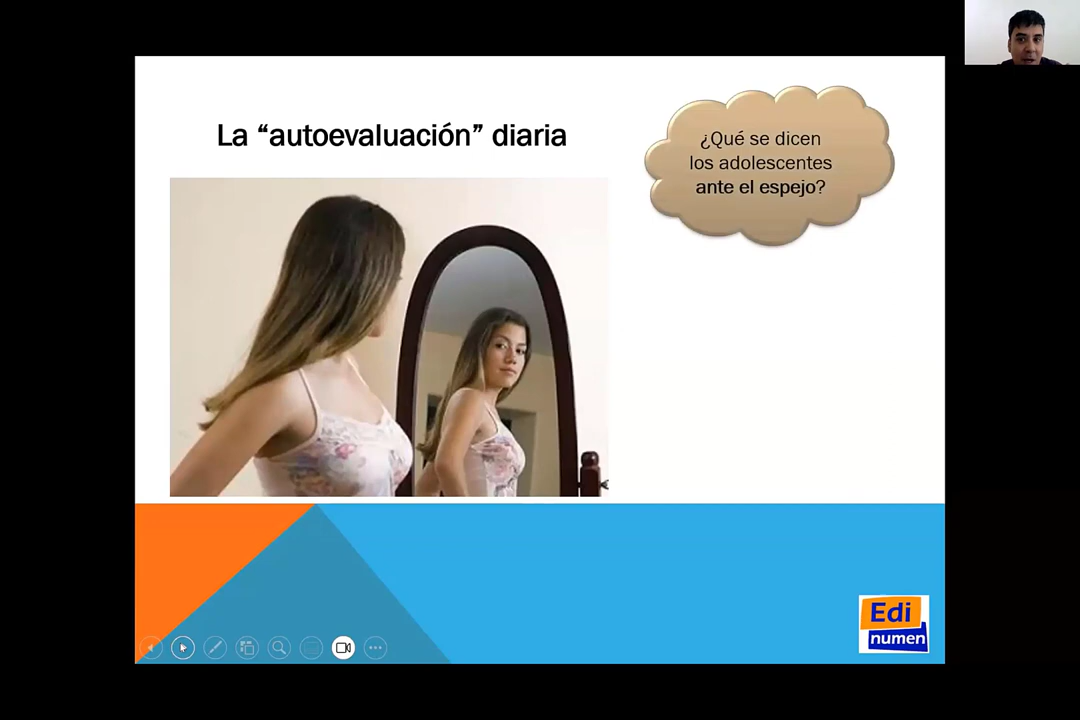 La “autoevaluación” diaria
¿Qué se dicen
los adolescentes
ante el espejo?
Edi
numen